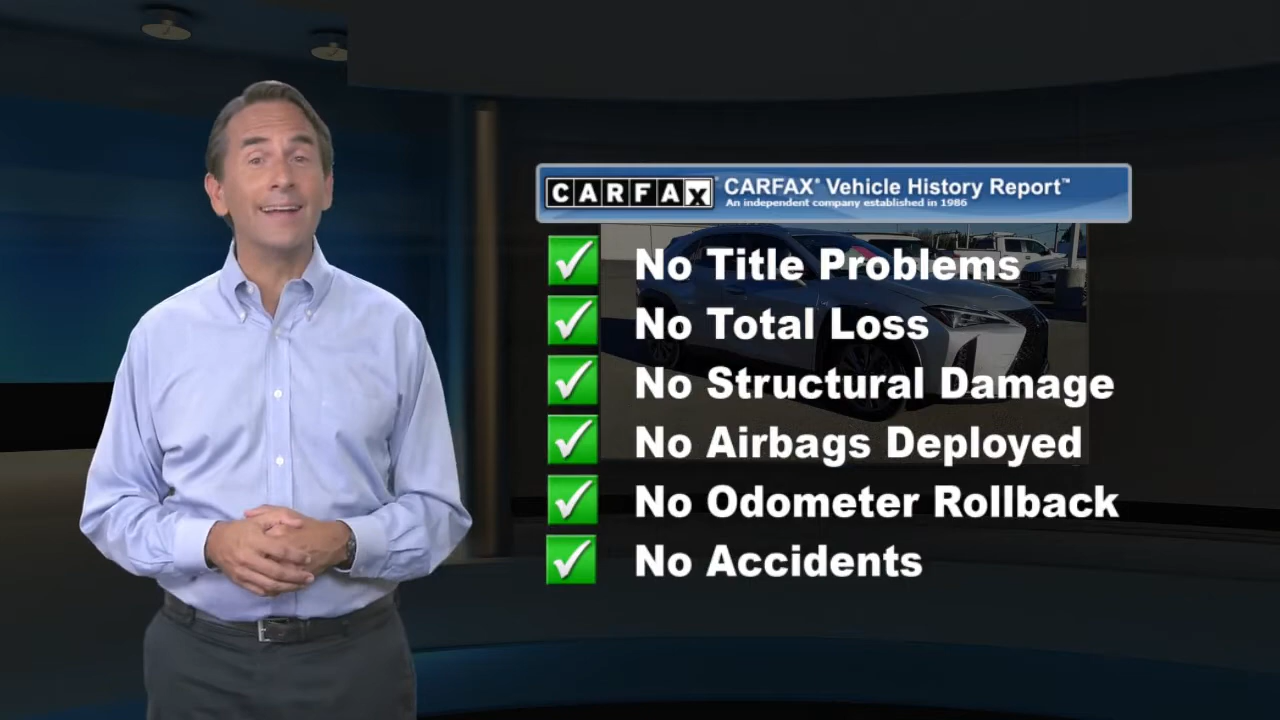 CARFAX® CARFAX® Vehicle History Report™
An independent company established in 1986
No Title Problems
No Total Loss
No Structural Damage
No Airbags Deployed
No Odometer Rollback
No Accidents